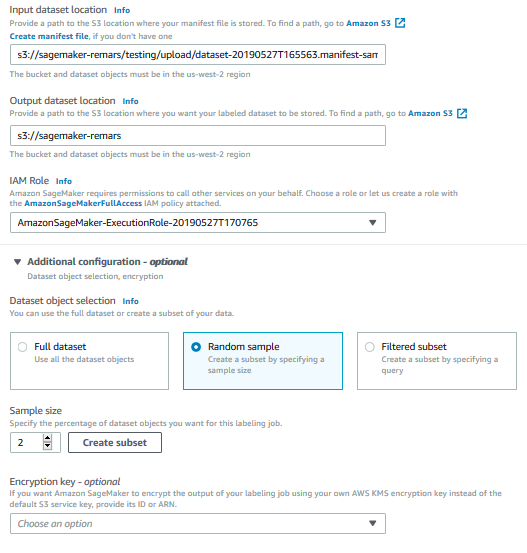 Input dataset location Info
Provide a path to the S3 location where your manifest file is stored. To find a path, go to Amazon S3
Create manifest file, if you don't have one
s3://sagemaker-remars/testing/upload/dataset-20190527T165563.manifest-sam
The bucket and dataset objects must be in the us-west-2 region
Output dataset location Info
Provide a path to the S3 location where you want your labeled dataset to be stored. To find a path, go to Amazon S3
s3://sagemaker-remars
The bucket and dataset objects must be in the us-west-2 region
IAM Role Info
Amazon SageMaker requires permissions to call other services on your behalf. Choose a role or let us create a role with
the AmazonSageMakerFullAccess IAM policy attached.
AmazonSageMaker-ExecutionRole-20190527T170765
Additional configuration - optional
Dataset object selection, encryption
Dataset object selection Info
You can use the full dataset or create a subset of your data.
Full dataset
Use all the dataset objects
Random sample
Create a subset by specifying a
sample size
Filtered subset
Create a subset by specifying a
query
Sample size
Specify the percentage of dataset objects you want for this labeling job.
2 Create subset
Encryption key - optional
If you want Amazon SageMaker to encrypt the output of your labeling job using your own AWS KMS encryption key instead of the
default S3 service key, provide its ID or ARN.
Choose an option